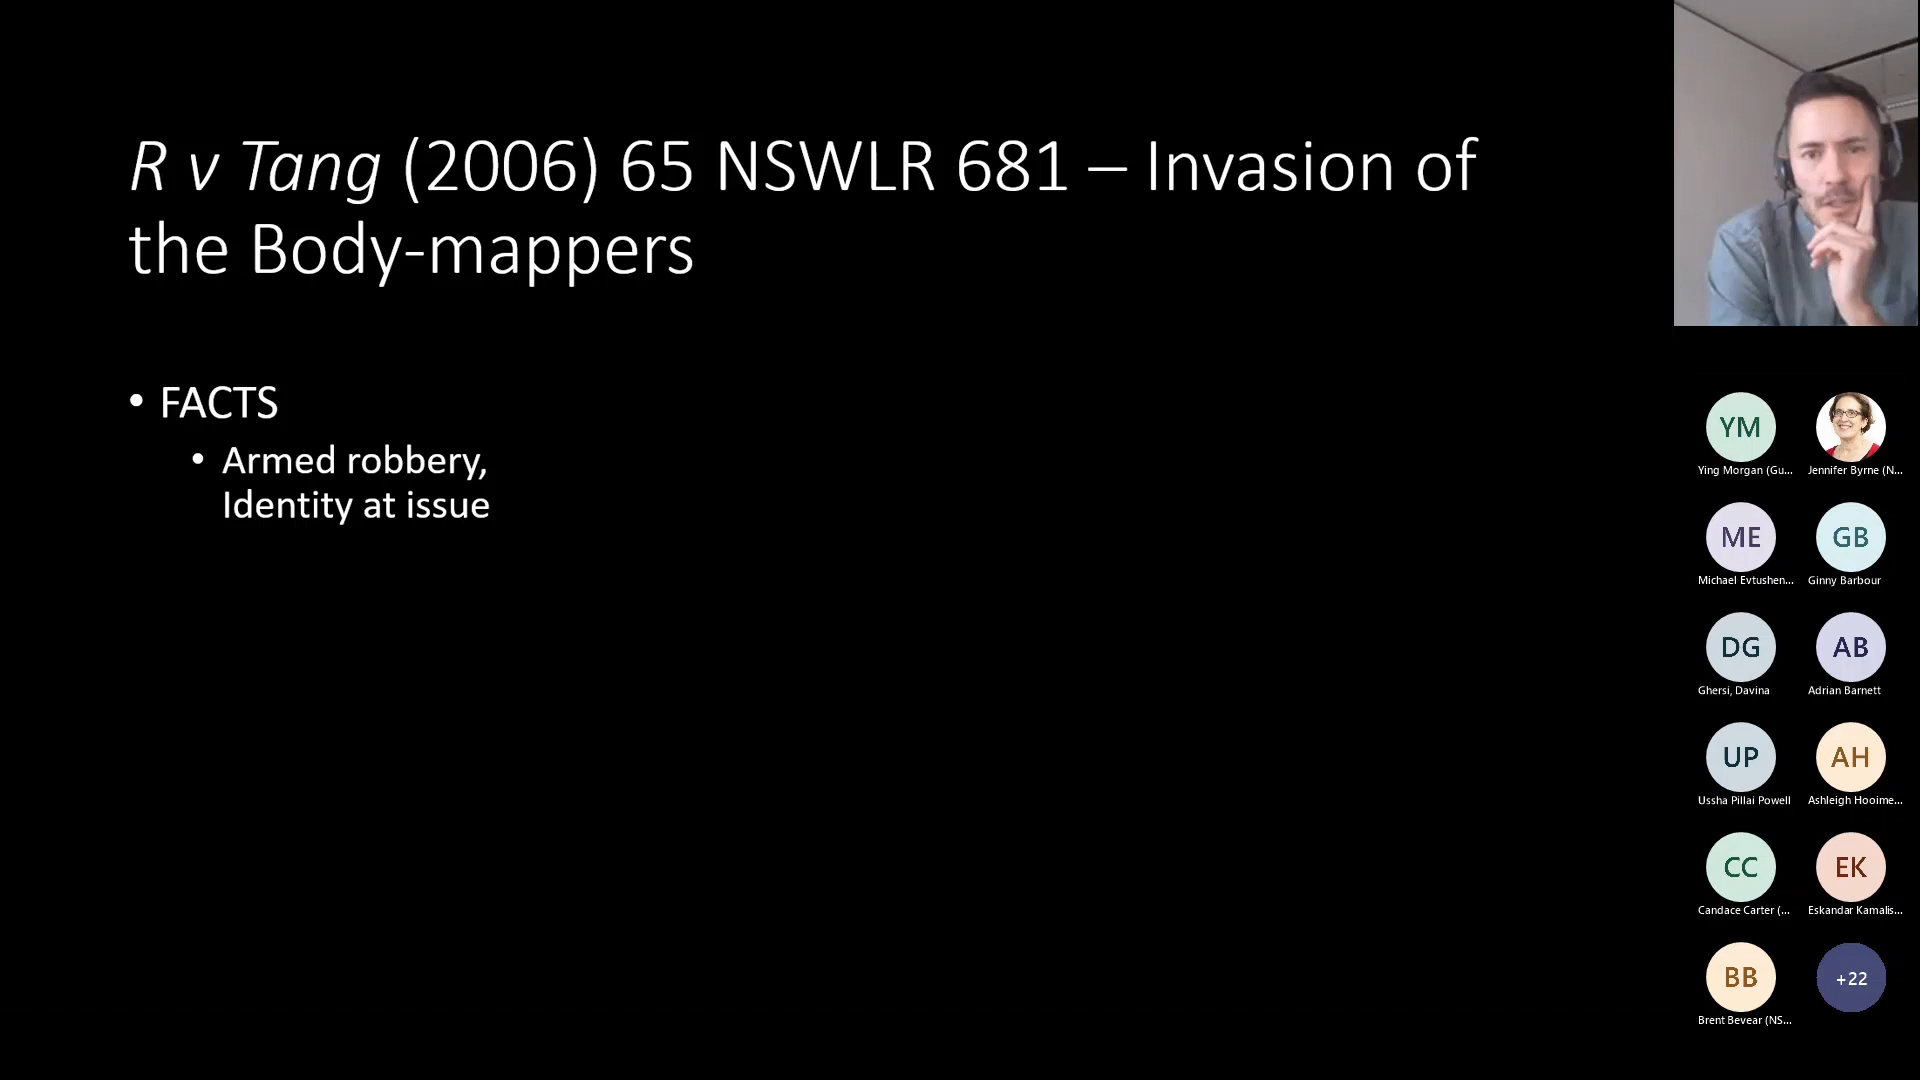 R v Tang (2006) 65 NSWLR 681 – Invasion of
the Body-mappers
• FACTS
• Armed robbery,
Identity at issue
YM
Ying Morgan (Gu...
Jennifer Byrne (N...
ME
Michael Evtushen...
GB
Ginny Barbour
DG
Ghersi, Davina
AB
Adrian Barnett
UP
Ussha Pillai Powell
AH
Ashleigh Hooime...
CC
Candace Carter (...
EK
Eskandar Kamalis...
BB
Brent Bevear (NS...
+22